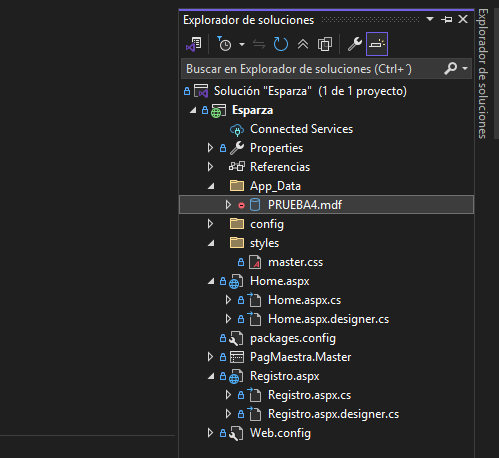 Explorador de soluciones
Buscar en Explorador de soluciones (Ctrl+´)
Solución "Esparza" (1 de 1 proyecto)
Esparza
Connected Services
Properties
Referencias
App_Data
PRUEBA4.mdf
config
styles
master.css
Home.aspx
Home.aspx.cs
Home.aspx.designer.cs
packages.config
PagMaestra.Master
Registro.aspx
Registro.aspx.cs
Registro.aspx.designer.cs
Web.config
Explorador de soluciones